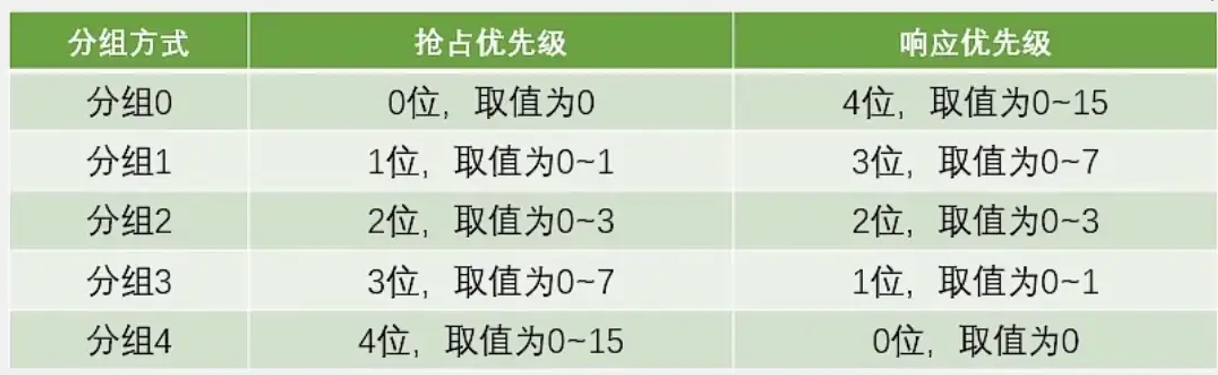 分组方式 抢占优先级 响应优先级
分组0 0位，取值为0 4位，取值为0~15
分组1 1位，取值为0~1 3位，取值为0~7
分组2 2位，取值为0~3 2位，取值为0~3
分组3 3位，取值为0~7 1位，取值为0~1
分组4 4位，取值为0~15 0位，取值为0